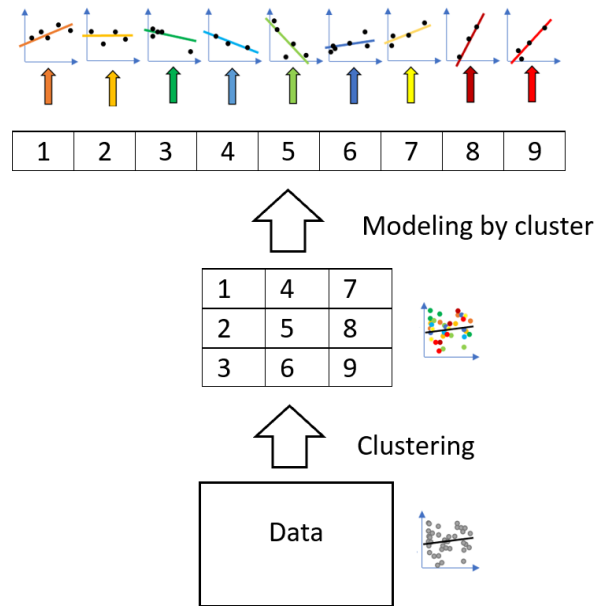 1 2 3 4 5 6 7 8 9
Modeling by cluster
1 4 7
2 5 8
3 6 9
Clustering
Data